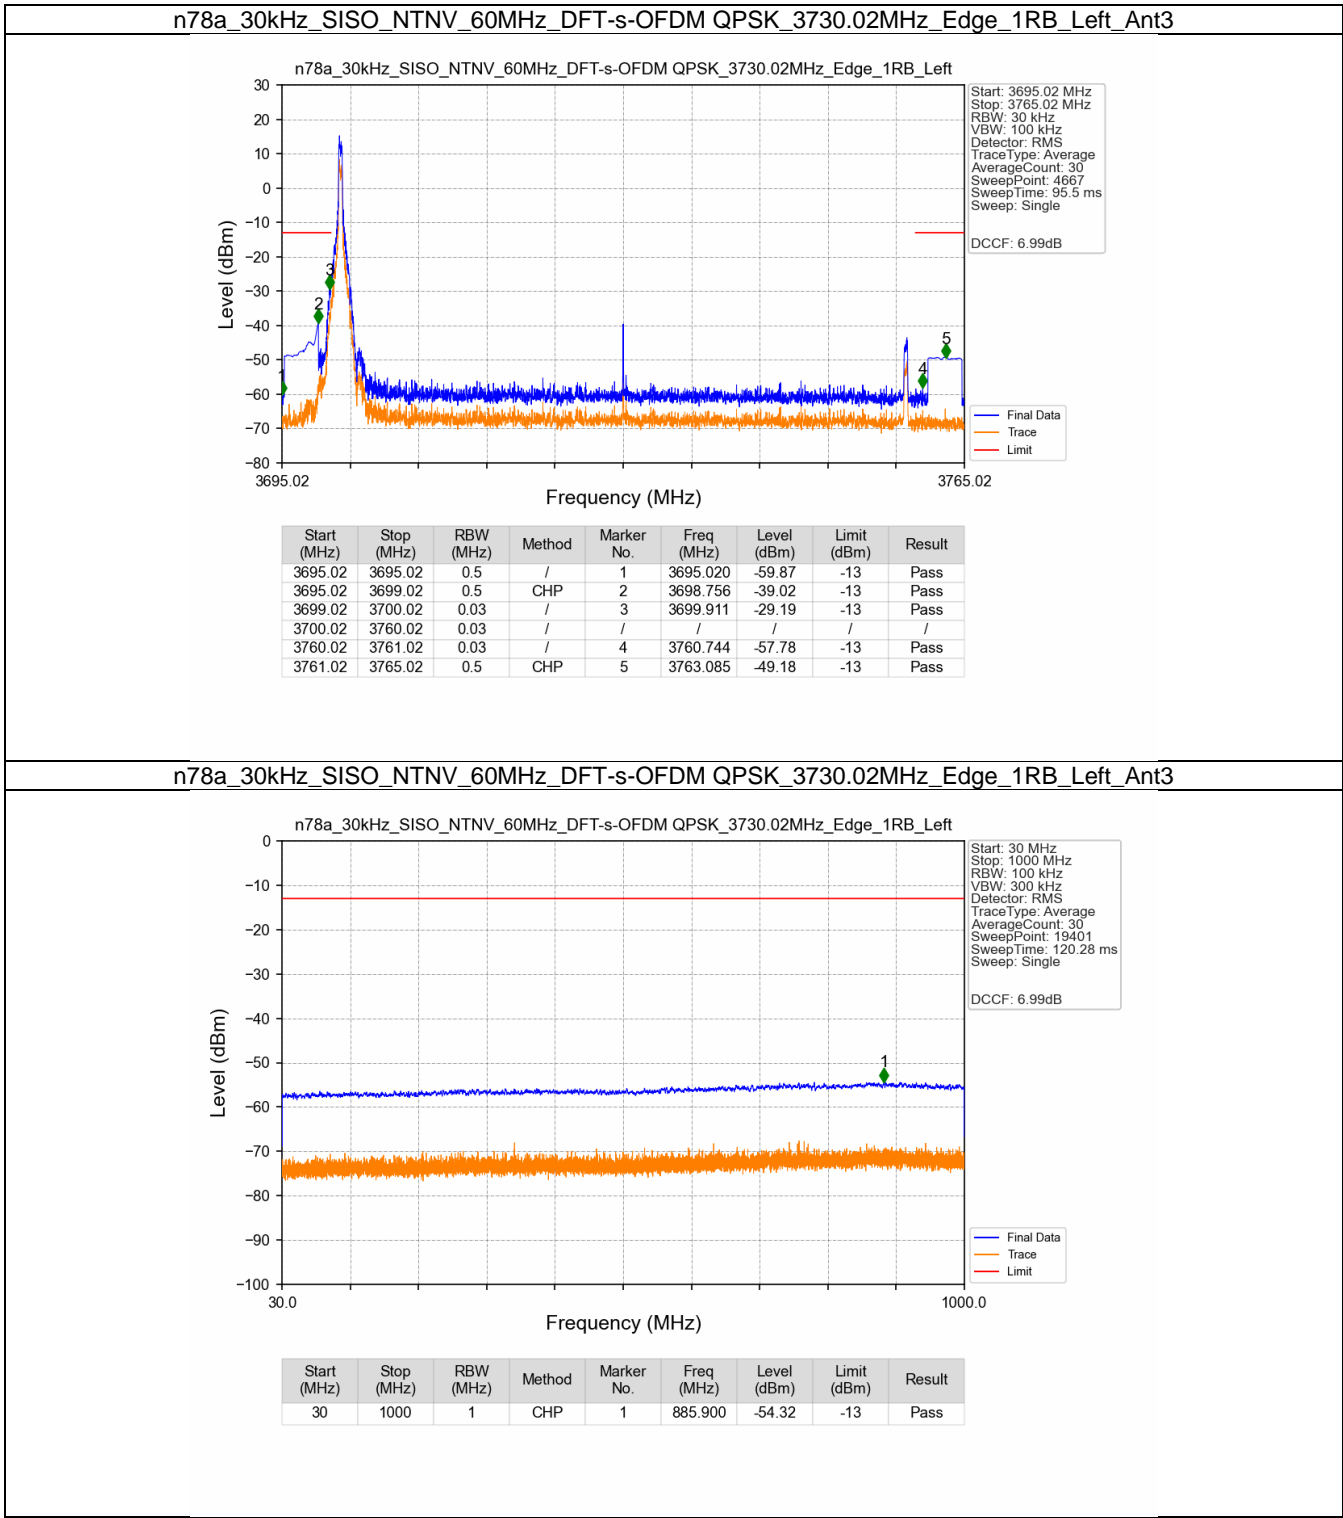 n78a_30kHz_SISO_NTNV_60MHz_DFT-s-OFDM QPSK_3730.02MHz_Edge_1RB_Left_Ant3
n78a_30kHz_SISO_NTNV_60MHz_DFT-s-OFDM QPSK_3730.02MHz_Edge_1RB_Left
Start: 3695.02 MHz
Stop: 3765.02 MHz
RBW: 30 kHz
VBW: 100 kHz
Detector: RMS
TraceType: Average
AverageCount: 30
SweepPoint: 4667
SweepTime: 95.5 ms
Sweep: Single
DCCF: 6.99dB
30
20
10
0
−10
−20
−30
−40
−50
−60
−70
−80
Level (dBm)
1
2
3
4
5
Final Data
Trace
Limit
3695.02 3765.02
Frequency (MHz)
Start (MHz) Stop (MHz) RBW (MHz) Method Marker No. Freq (MHz) Level (dBm) Limit (dBm) Result
3695.02 3695.02 0.5 / 1 3695.020 -59.87 -13 Pass
3695.02 3699.02 0.5 CHP 2 3698.756 -39.02 -13 Pass
3699.02 3700.02 0.03 / 3 3699.911 -29.19 -13 Pass
3700.02 3760.02 0.03 / / / / / /
3760.02 3761.02 0.03 / 4 3760.744 -57.78 -13 Pass
3761.02 3765.02 0.5 CHP 5 3763.085 -49.18 -13 Pass
n78a_30kHz_SISO_NTNV_60MHz_DFT-s-OFDM QPSK_3730.02MHz_Edge_1RB_Left_Ant3
n78a_30kHz_SISO_NTNV_60MHz_DFT-s-OFDM QPSK_3730.02MHz_Edge_1RB_Left
Start: 30 MHz
Stop: 1000 MHz
RBW: 100 kHz
VBW: 300 kHz
Detector: RMS
TraceType: Average
AverageCount: 30
SweepPoint: 19401
SweepTime: 120.28 ms
Sweep: Single
DCCF: 6.99dB
0
−10
−20
−30
−40
−50
−60
−70
−80
−90
−100
Level (dBm)
1
Final Data
Trace
Limit
30.0 1000.0
Frequency (MHz)
Start (MHz) Stop (MHz) RBW (MHz) Method Marker No. Freq (MHz) Level (dBm) Limit (dBm) Result
30 1000 1 CHP 1 885.900 -54.32 -13 Pass